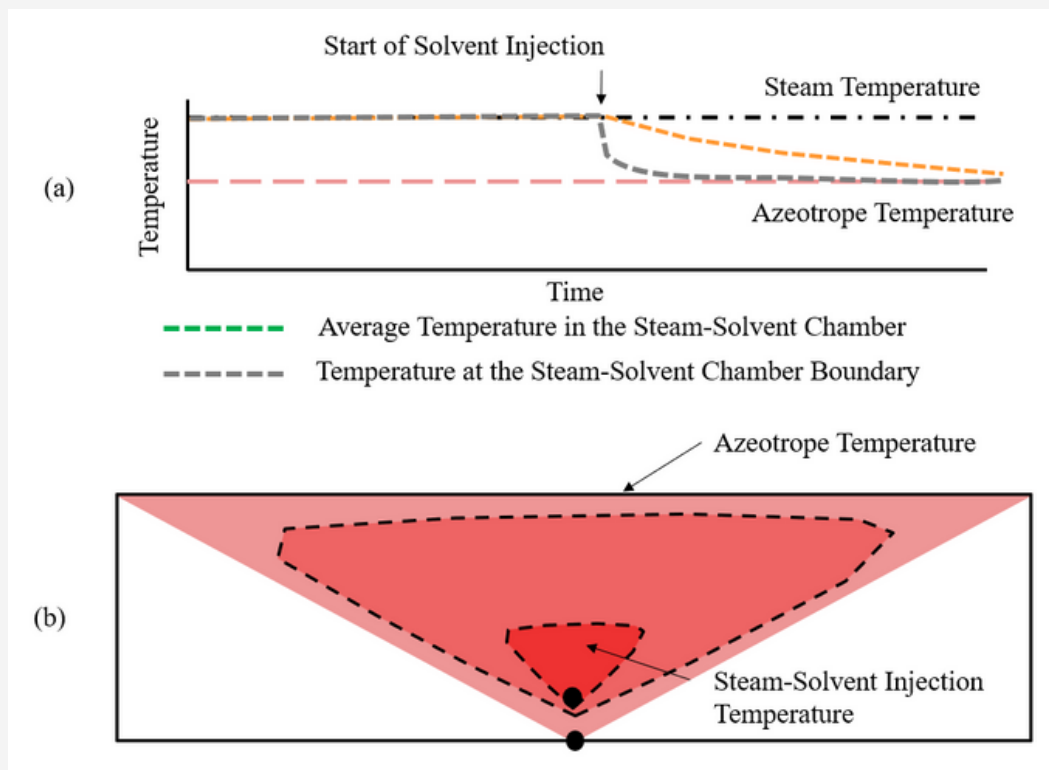 Start of Solvent Injection
Steam Temperature
Temperature
(a)
Azeotrope Temperature
Time
Average Temperature in the Steam-Solvent Chamber
Temperature at the Steam-Solvent Chamber Boundary
Azeotrope Temperature
(b)
Steam-Solvent Injection
Temperature